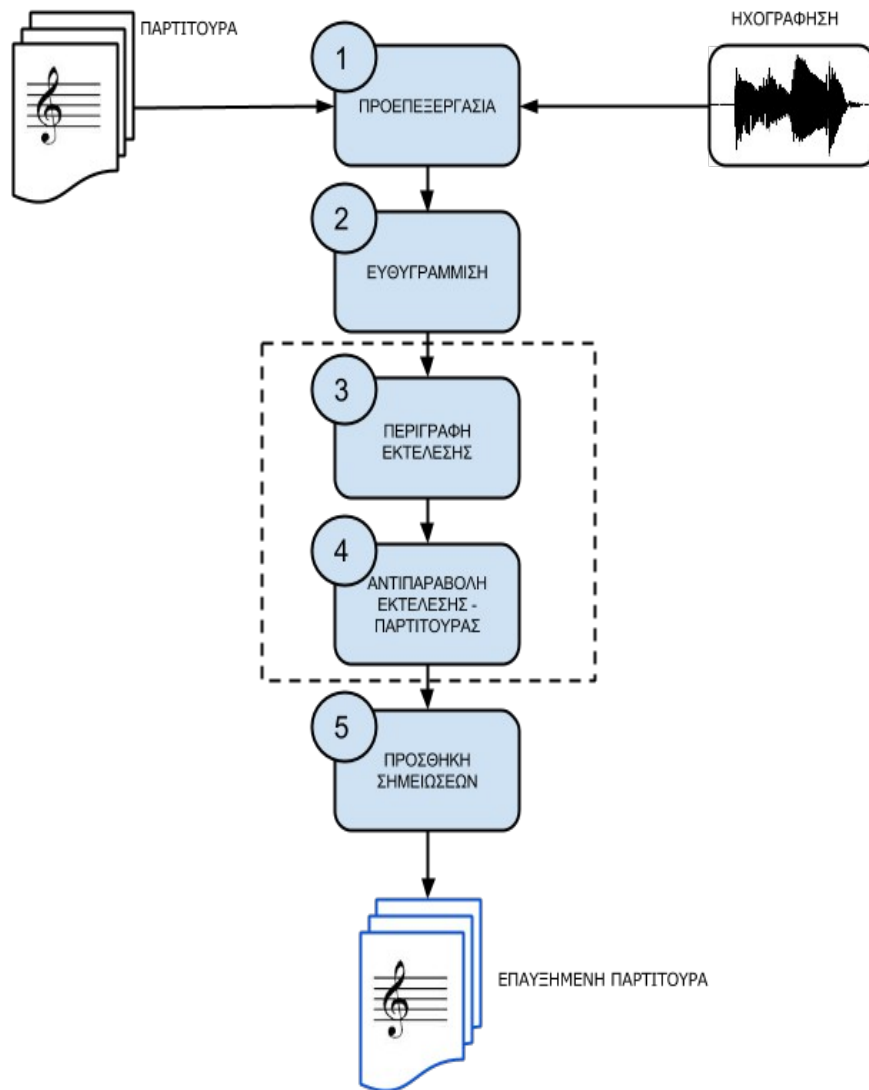 ΠΑΡΤΙΤΟΥΡΑ
ΗΧΟΓΡΑΦΗΣΗ
1
ΠΡΟΕΠΕΞΕΡΓΑΣΙΑ
2
ΕΥΘΥΓΡΑΜΜΙΣΗ
3
ΠΕΡΙΓΡΑΦΗ
ΕΚΤΕΛΕΣΗΣ
4
ΑΝΤΙΠΑΡΑΒΟΛΗ
ΕΚΤΕΛΕΣΗΣ -
ΠΑΡΤΙΤΟΥΡΑΣ
5
ΠΡΟΣΘΗΚΗ
ΣΗΜΕΙΩΣΕΩΝ
ΕΠΑΥΞΗΜΕΝΗ ΠΑΡΤΙΤΟΥΡΑ